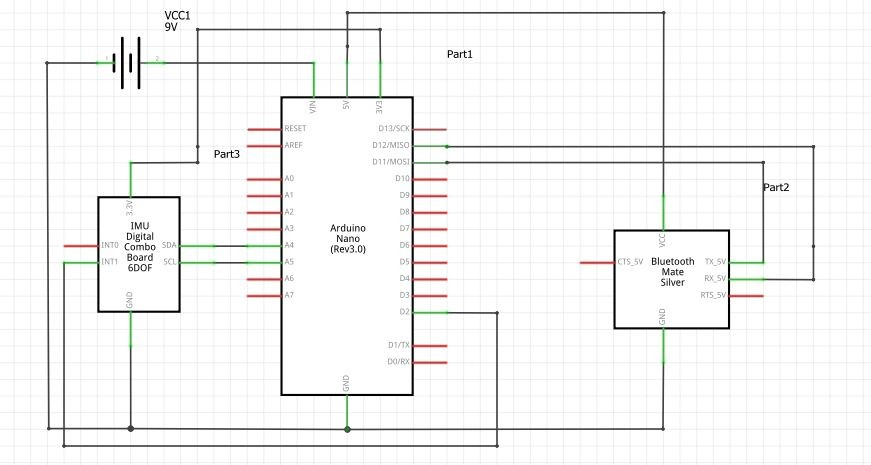 VCC1
9V
1
2
Part1
VIN
5V
3V3
RESET
AREF
A0
A1
A2
A3
A4
A5
A6
A7
Arduino
Nano
(Rev3.0)
D13/SCK
D12/MISO
D11/MOSI
D10
D9
D8
D7
D6
D5
D4
D3
D2
D1/TX
D0/RX
GND
Part3
3.3V
IMU
Digital
Combo
Board
6DOF
INT0
INT1
SDA
SCL
GND
Part2
VCC
Bluetooth
Mate
Silver
CTS_5V
TX_5V
RX_5V
RTS_5V
GND